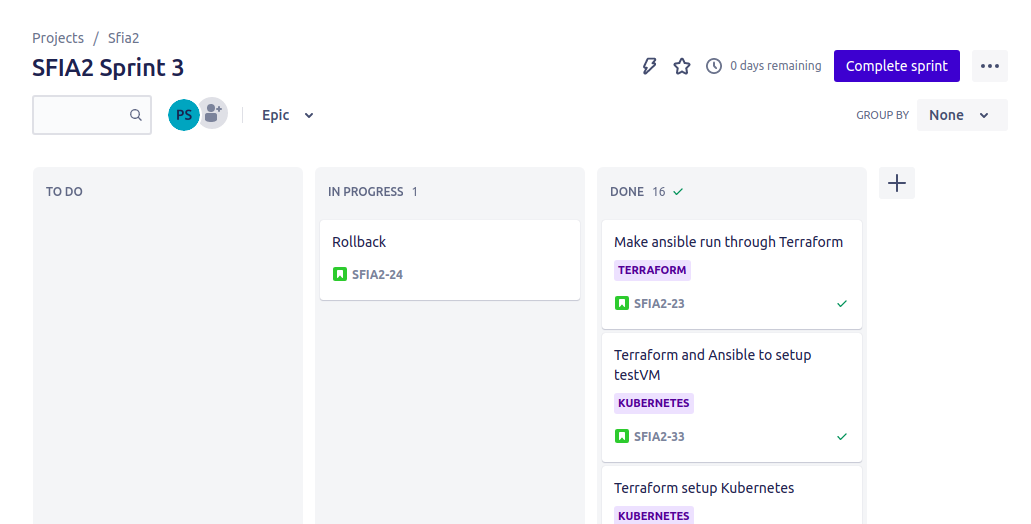 Projects / Sfia2
SFIA2 Sprint 3
0 days remaining
Complete sprint
PS
Epic
GROUP BY
None
TO DO
IN PROGRESS 1
Rollback
SFIA2-24
DONE 16
Make ansible run through Terraform
TERRAFORM
SFIA2-23
Terraform and Ansible to setup
testVM
KUBERNETES
SFIA2-33
Terraform setup Kubernetes
KUBERNETES